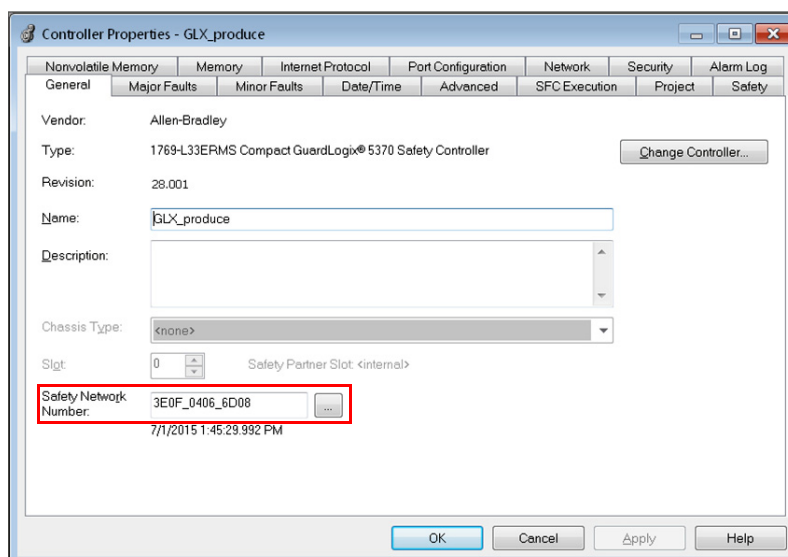 Controller Properties - GLX_produce
Nonvolatile Memory Memory Internet Protocol Port Configuration Network Security Alarm Log
General Major Faults Minor Faults Date/Time Advanced SFC Execution Project Safety
Vendor: Allen-Bradley
Type: 1769-L33ERMS Compact GuardLogix® 5370 Safety Controller Change Controller...
Revision: 28.001
Name: GLX_produce
Description:
Chassis Type: <none>
Slot: 0 Safety Partner Slot: <internal>
Safety Network
Number: 3E0F_0406_6D08 ...
7/1/2015 1:45:29.992 PM
OK Cancel Apply Help